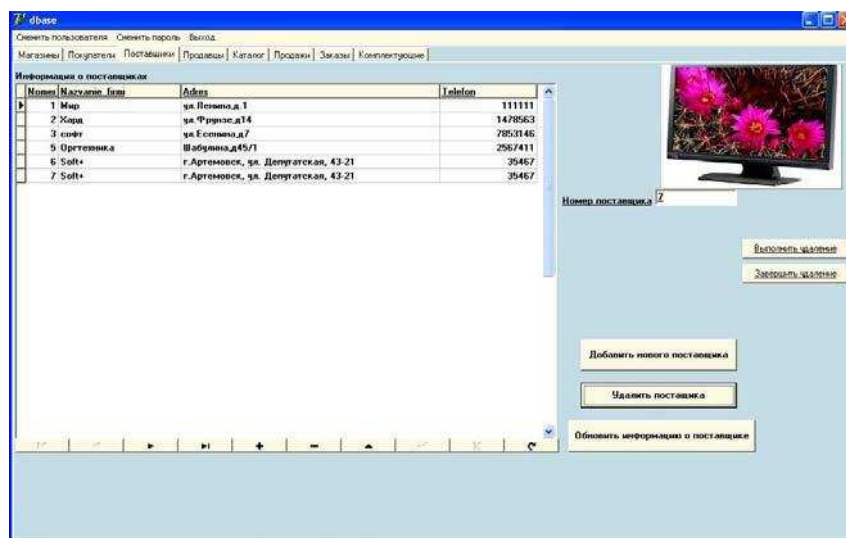 dbase
Сменить пользователя Сменить пароль Выход
Магазины Покупатели Поставщики Продавцы Каталог Продажи Заказы Комплектующие
Информация о поставщиках
Nomer Nazvanie_firmi Adres Telefon
1 Мир ул.Ленина,д.1 111111
2 Хард ул.Фрунзе,д14 1478563
3 софт ул.Есенина,д7 7853146
5 Оргтехника Шабулина,д45/1 2567411
6 Soft+ г.Артемовск, ул. Депутатская, 43-21 35467
7 Soft+ г.Артемовск, ул. Депутатская, 43-21 35467
Номер поставщика 7
Выполнить удаление
Завершить удаление
Добавить нового поставщика
Удалить поставщика
Обновить информацию о поставщике